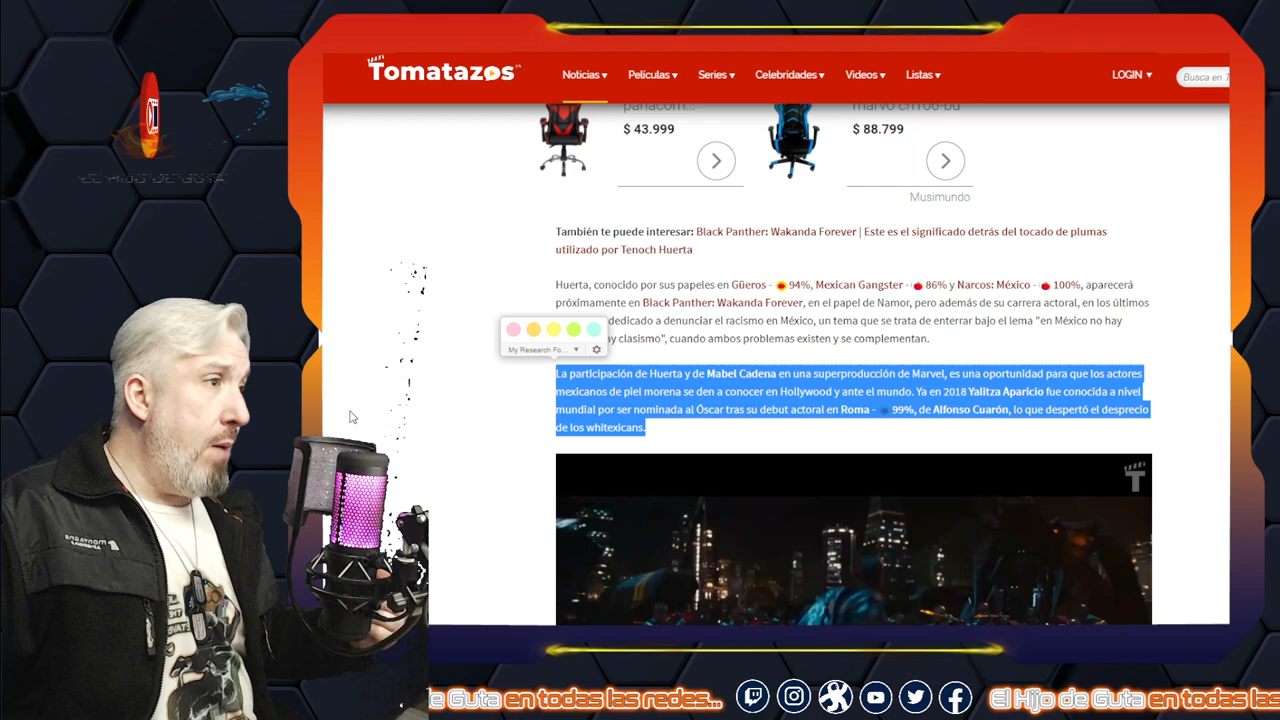 Tomatazos
Noticias ▾ Películas ▾ Series ▾ Celebridades ▾ Videos ▾ Listas ▾
LOGIN ▾
Busca en T
$ 43.999
$ 88.799
Musimundo
También te puede interesar: Black Panther: Wakanda Forever | Este es el significado detrás del tocado de plumas
utilizado por Tenoch Huerta
Huerta, conocido por sus papeles en Güeros - 94%, Mexican Gangster - 86% y Narcos: México - 100%, aparecerá
próximamente en Black Panther: Wakanda Forever, en el papel de Namor, pero además de su carrera actoral, en los últimos
dedicado a denunciar el racismo en México, un tema que se trata de enterrar bajo el lema "en México no hay
ay clasismo", cuando ambos problemas existen y se complementan.
My Research Fo... ▾
La participación de Huerta y de Mabel Cadena en una superproducción de Marvel, es una oportunidad para que los actores
mexicanos de piel morena se den a conocer en Hollywood y ante el mundo. Ya en 2018 Yalitza Aparicio fue conocida a nivel
mundial por ser nominada al Óscar tras su debut actoral en Roma - 99%, de Alfonso Cuarón, lo que despertó el desprecio
de los whitexicans.
T
e Guta en todas las redes...
El Hijo de Guta en todas las